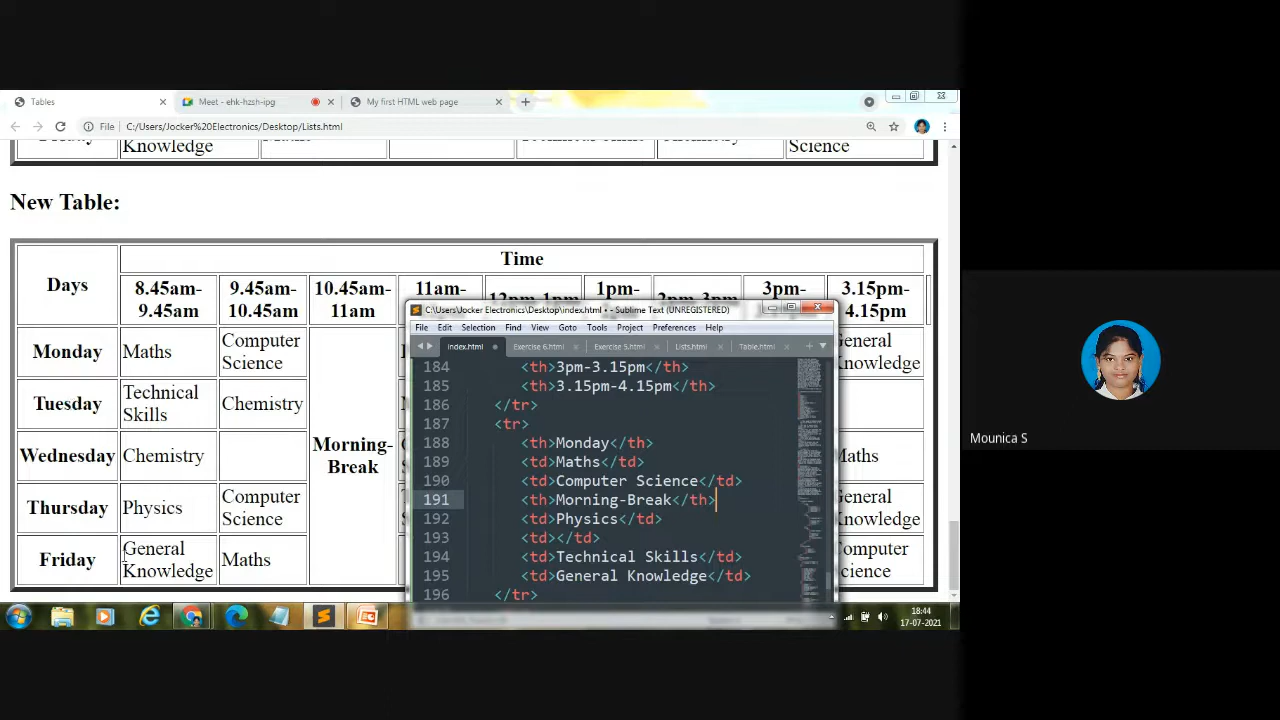 Tables
Meet - ehk-hzsh-ipg
My first HTML web page
File
C:/Users/Jocker%20Electronics/Desktop/Lists.html
Knowledge
Science
New Table:
Days
Time
8.45am-
9.45am
9.45am-
10.45am
10.45am-
11am
11am-
12pm-1pm
1pm-
2pm-3pm
3pm-
3.15pm-
4.15pm
Monday
Maths
Computer
Science
General
Knowledge
Tuesday
Technical
Skills
Chemistry
Morning-
Break
Wednesday
Chemistry
Maths
Thursday
Physics
Computer
Science
General
Knowledge
Friday
General
Knowledge
Maths
Computer
Science
C:\Users\Jocker Electronics\Desktop\index.html • - Sublime Text (UNREGISTERED)
File Edit Selection Find View Goto Tools Project Preferences Help
index.html
Exercise 6.html
Exercise 5.html
Lists.html
Table.html
184 <th>3pm-3.15pm</th>
185 <th>3.15pm-4.15pm</th>
186 </tr>
187 <tr>
188 <th>Monday</th>
189 <td>Maths</td>
190 <td>Computer Science</td>
191 <th>Morning-Break</th>
192 <td>Physics</td>
193 <td></td>
194 <td>Technical Skills</td>
195 <td>General Knowledge</td>
196 </tr>
18:44
17-07-2021
Mounica S